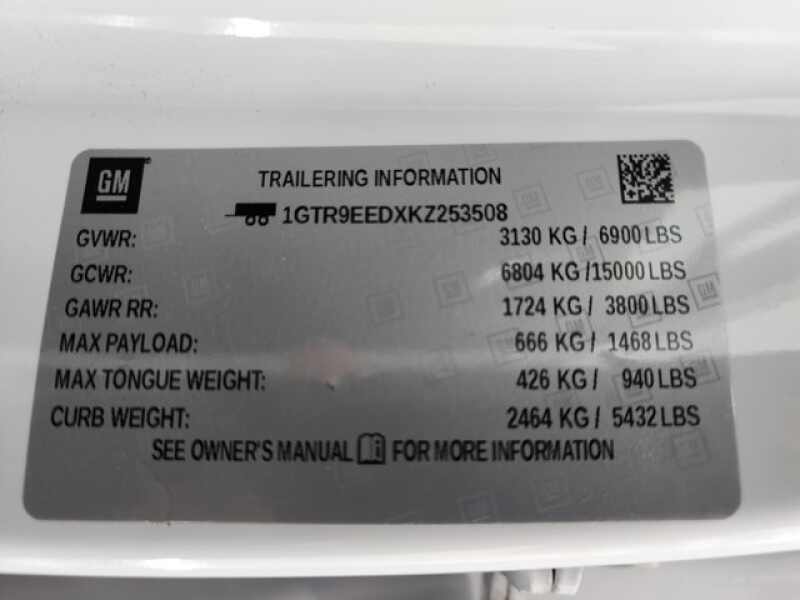 GM
TRAILERING INFORMATION
1GTR9EEDXKZ253508
GVWR: 3130 KG / 6900 LBS
GCWR: 6804 KG /15000 LBS
GAWR RR: 1724 KG / 3800 LBS
MAX PAYLOAD: 666 KG / 1468 LBS
MAX TONGUE WEIGHT: 426 KG / 940 LBS
CURB WEIGHT: 2464 KG / 5432 LBS
SEE OWNER'S MANUAL FOR MORE INFORMATION